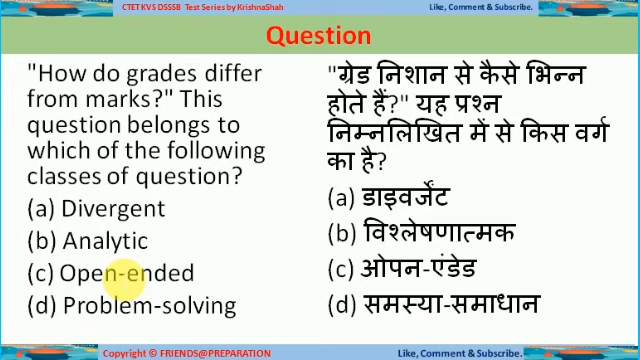 CTET KVS DSSSB Test Series by KrishnaShah
Like, Comment & Subscribe.
Question
"How do grades differ
from marks?" This
question belongs to
which of the following
classes of question?
(a) Divergent
(b) Analytic
(c) Open-ended
(d) Problem-solving
"ग्रेड निशान से कैसे भिन्न
होते हैं?" यह प्रश्न
निम्नलिखित में से किस वर्ग
का है?
(a) डाइवर्जेंट
(b) विश्लेषणात्मक
(c) ओपन-एंडेड
(d) समस्या-समाधान
Copyright © FRIENDS@PREPARATION
Like, Comment & Subscribe.